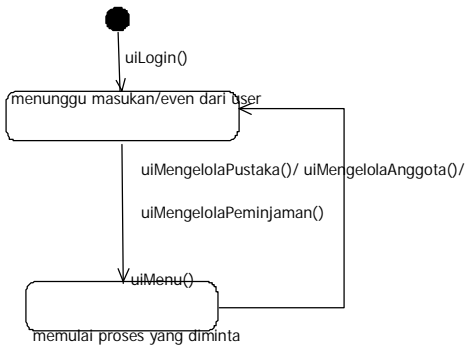 uiLogin()
menunggu masukan/even dari user
uiMengelolaPustaka()/ uiMengelolaAnggota()/
uiMengelolaPeminjaman()
uiMenu()
memulai proses yang diminta